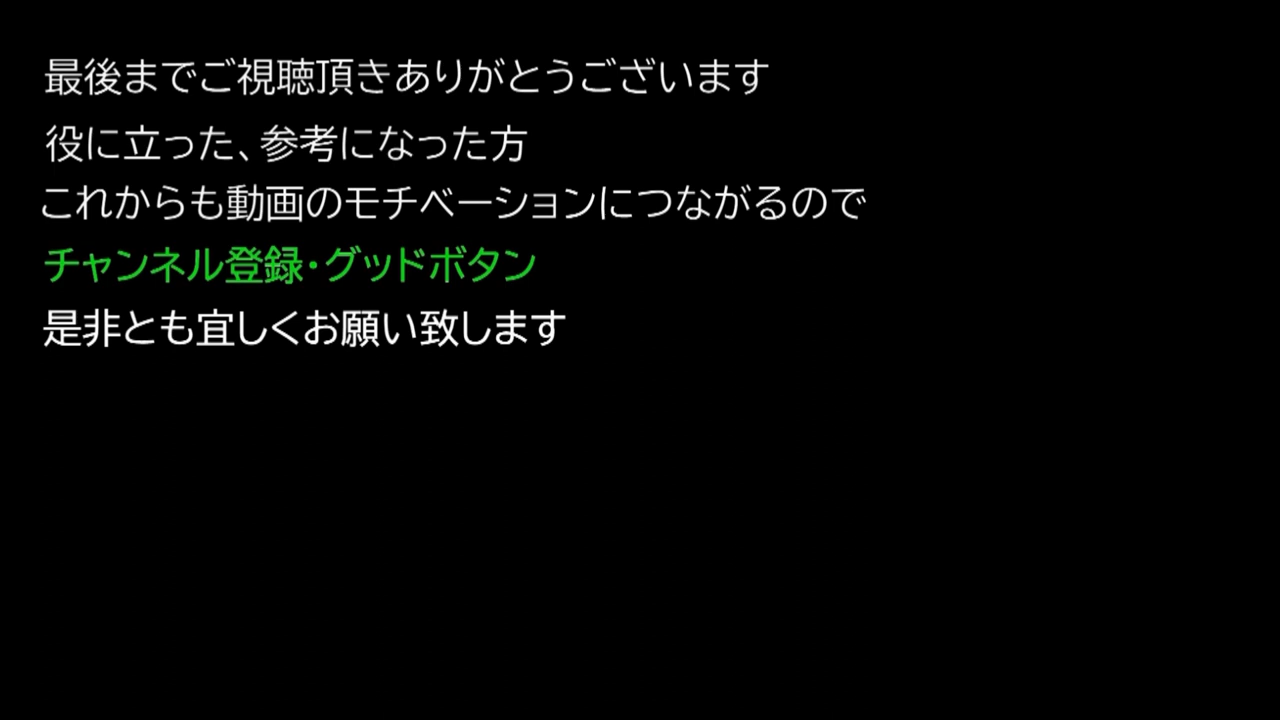 最後までご視聴頂きありがとうございます
役に立った、参考になった方
これからも動画のモチベーションにつながるので
チャンネル登録・グッドボタン
是非とも宜しくお願い致します